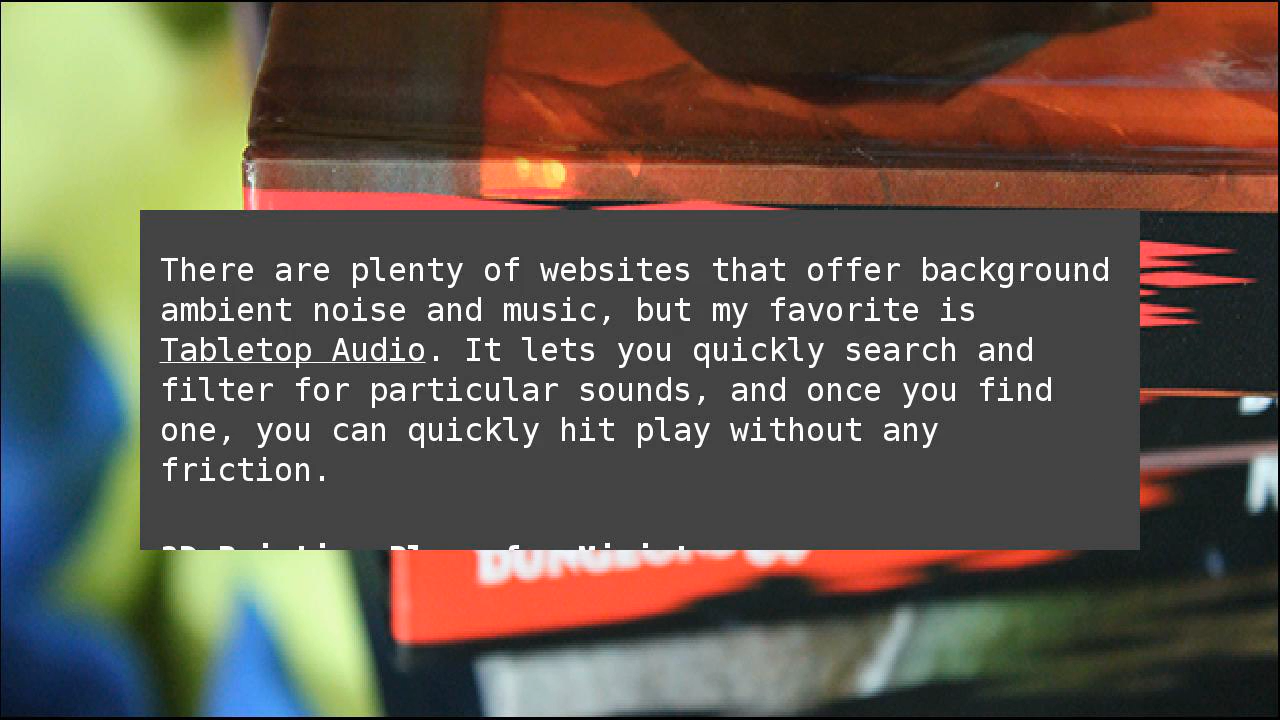 There are plenty of websites that offer background
ambient noise and music, but my favorite is
Tabletop Audio. It lets you quickly search and
filter for particular sounds, and once you find
one, you can quickly hit play without any
friction.